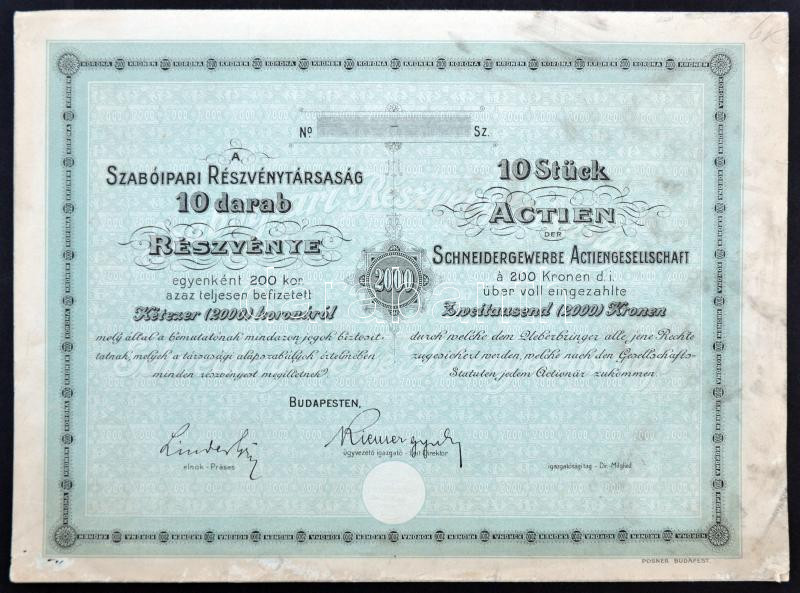 No Sz.
A
SZABÓIPARI RÉSZVÉNYTÁRSASÁG
10 darab
RÉSZVÉNYE
egyenként 200 kor.
azaz teljesen befizetett
Kétezer (2000) koronáról
mely által a bemutatónak mindazon jogok biztosít-
tatnak, melyek a társasági alapszabályok értelmében
minden részvényest megilletnek.
10 Stück
ACTIEN
DER
SCHNEIDERGEWERBE ACTIENGESELLSCHAFT
à 200 Kronen d.i.
über voll eingezahlte
Zweitausend (2000) Kronen
durch welche dem Ueberbringer alle jene Rechte
zugesichert werden, welche nach den Gesellschafts-
Statuten jedem Actionär zukommen.
2000
BUDAPESTEN,
elnök - Präses
ügyvezető igazgató - Direktor
igazgatósági tag - Dir.-Mitglied
POSNER BUDAPEST.